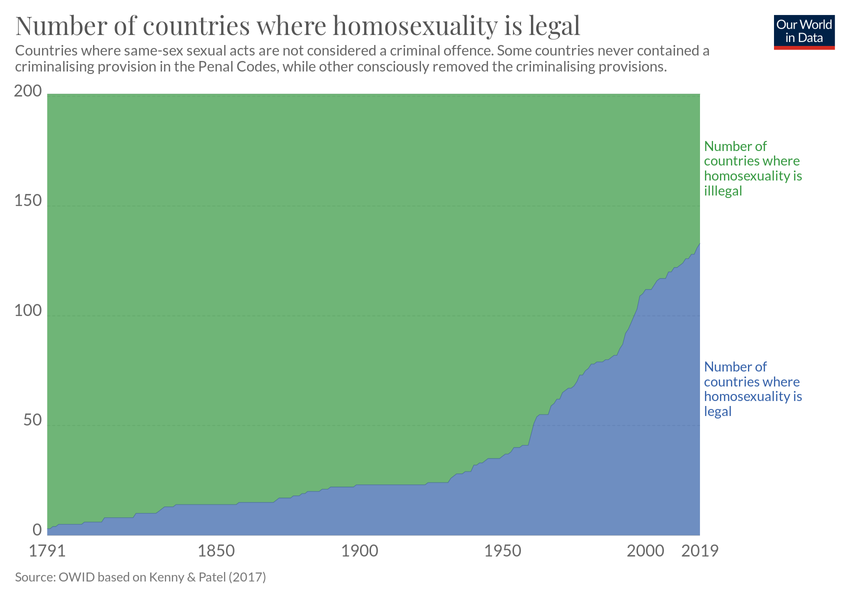 Number of countries where homosexuality is legal
Our World
in Data
Countries where same-sex sexual acts are not considered a criminal offence. Some countries never contained a
criminalising provision in the Penal Codes, while other consciously removed the criminalising provisions.
200
150
100
50
0
Number of
countries where
homosexuality is
illlegal
Number of
countries where
homosexuality is
legal
1791
1850
1900
1950
2000
2019
Source: OWID based on Kenny & Patel (2017)